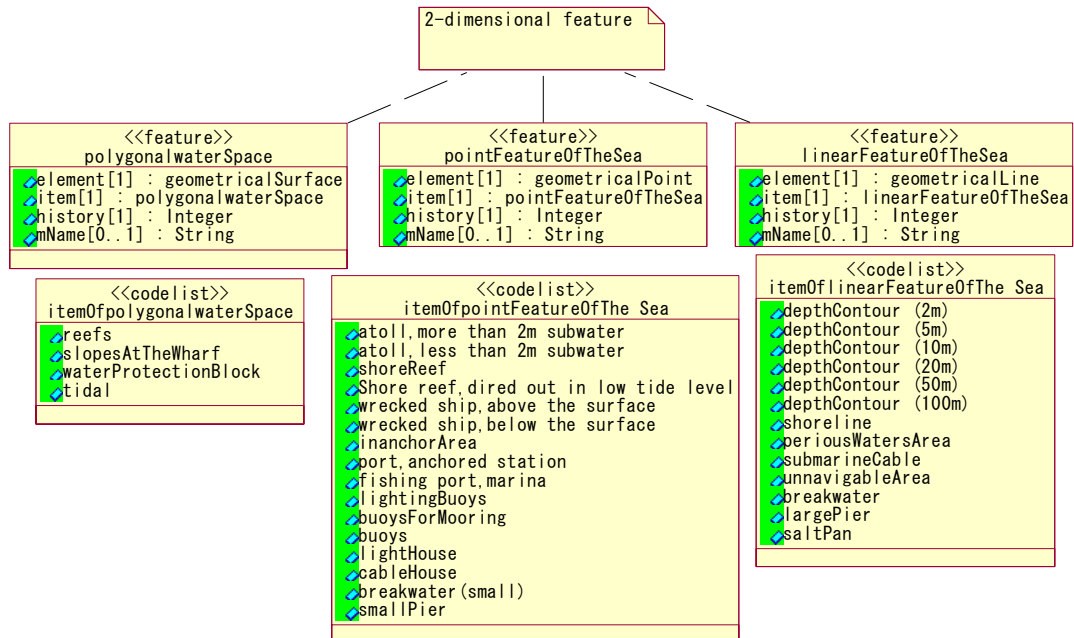 2-dimensional feature
<<feature>>
polygonalwaterSpace
element[1] : geometricalSurface
item[1] : polygonalwaterSpace
history[1] : Integer
mName[0..1] : String
<<feature>>
pointFeatureOfTheSea
element[1] : geometricalPoint
item[1] : pointFeatureOfTheSea
history[1] : Integer
mName[0..1] : String
<<feature>>
linearFeatureOfTheSea
element[1] : geometricalLine
item[1] : linearFeatureOfTheSea
history[1] : Integer
mName[0..1] : String
<<codelist>>
itemOfpolygonalwaterSpace
reefs
slopesAtTheWharf
waterProtectionBlock
tidal
<<codelist>>
itemOfpointFeatureOfThe Sea
atoll,more than 2m subwater
atoll,less than 2m subwater
shoreReef
Shore reef,dired out in low tide level
wrecked ship,above the surface
wrecked ship,below the surface
inanchorArea
port,anchored station
fishing port,marina
lightingBuoys
buoysForMooring
buoys
lightHouse
cableHouse
breakwater(small)
smallPier
<<codelist>>
itemOflinearFeatureOfThe Sea
depthContour (2m)
depthContour (5m)
depthContour (10m)
depthContour (20m)
depthContour (50m)
depthContour (100m)
shoreline
periousWatersArea
submarineCable
unnavigableArea
breakwater
largePier
saltPan